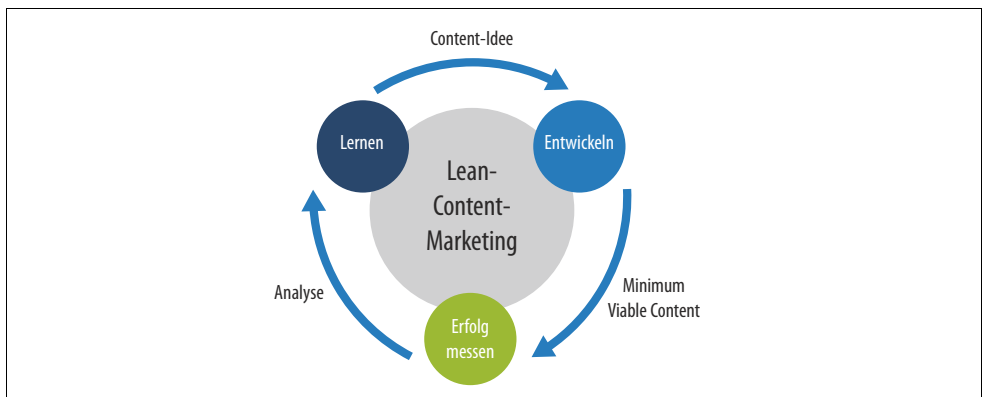 Content-Idee
Lernen
Entwickeln
Lean-
Content-
Marketing
Analyse
Minimum
Viable Content
Erfolg
messen